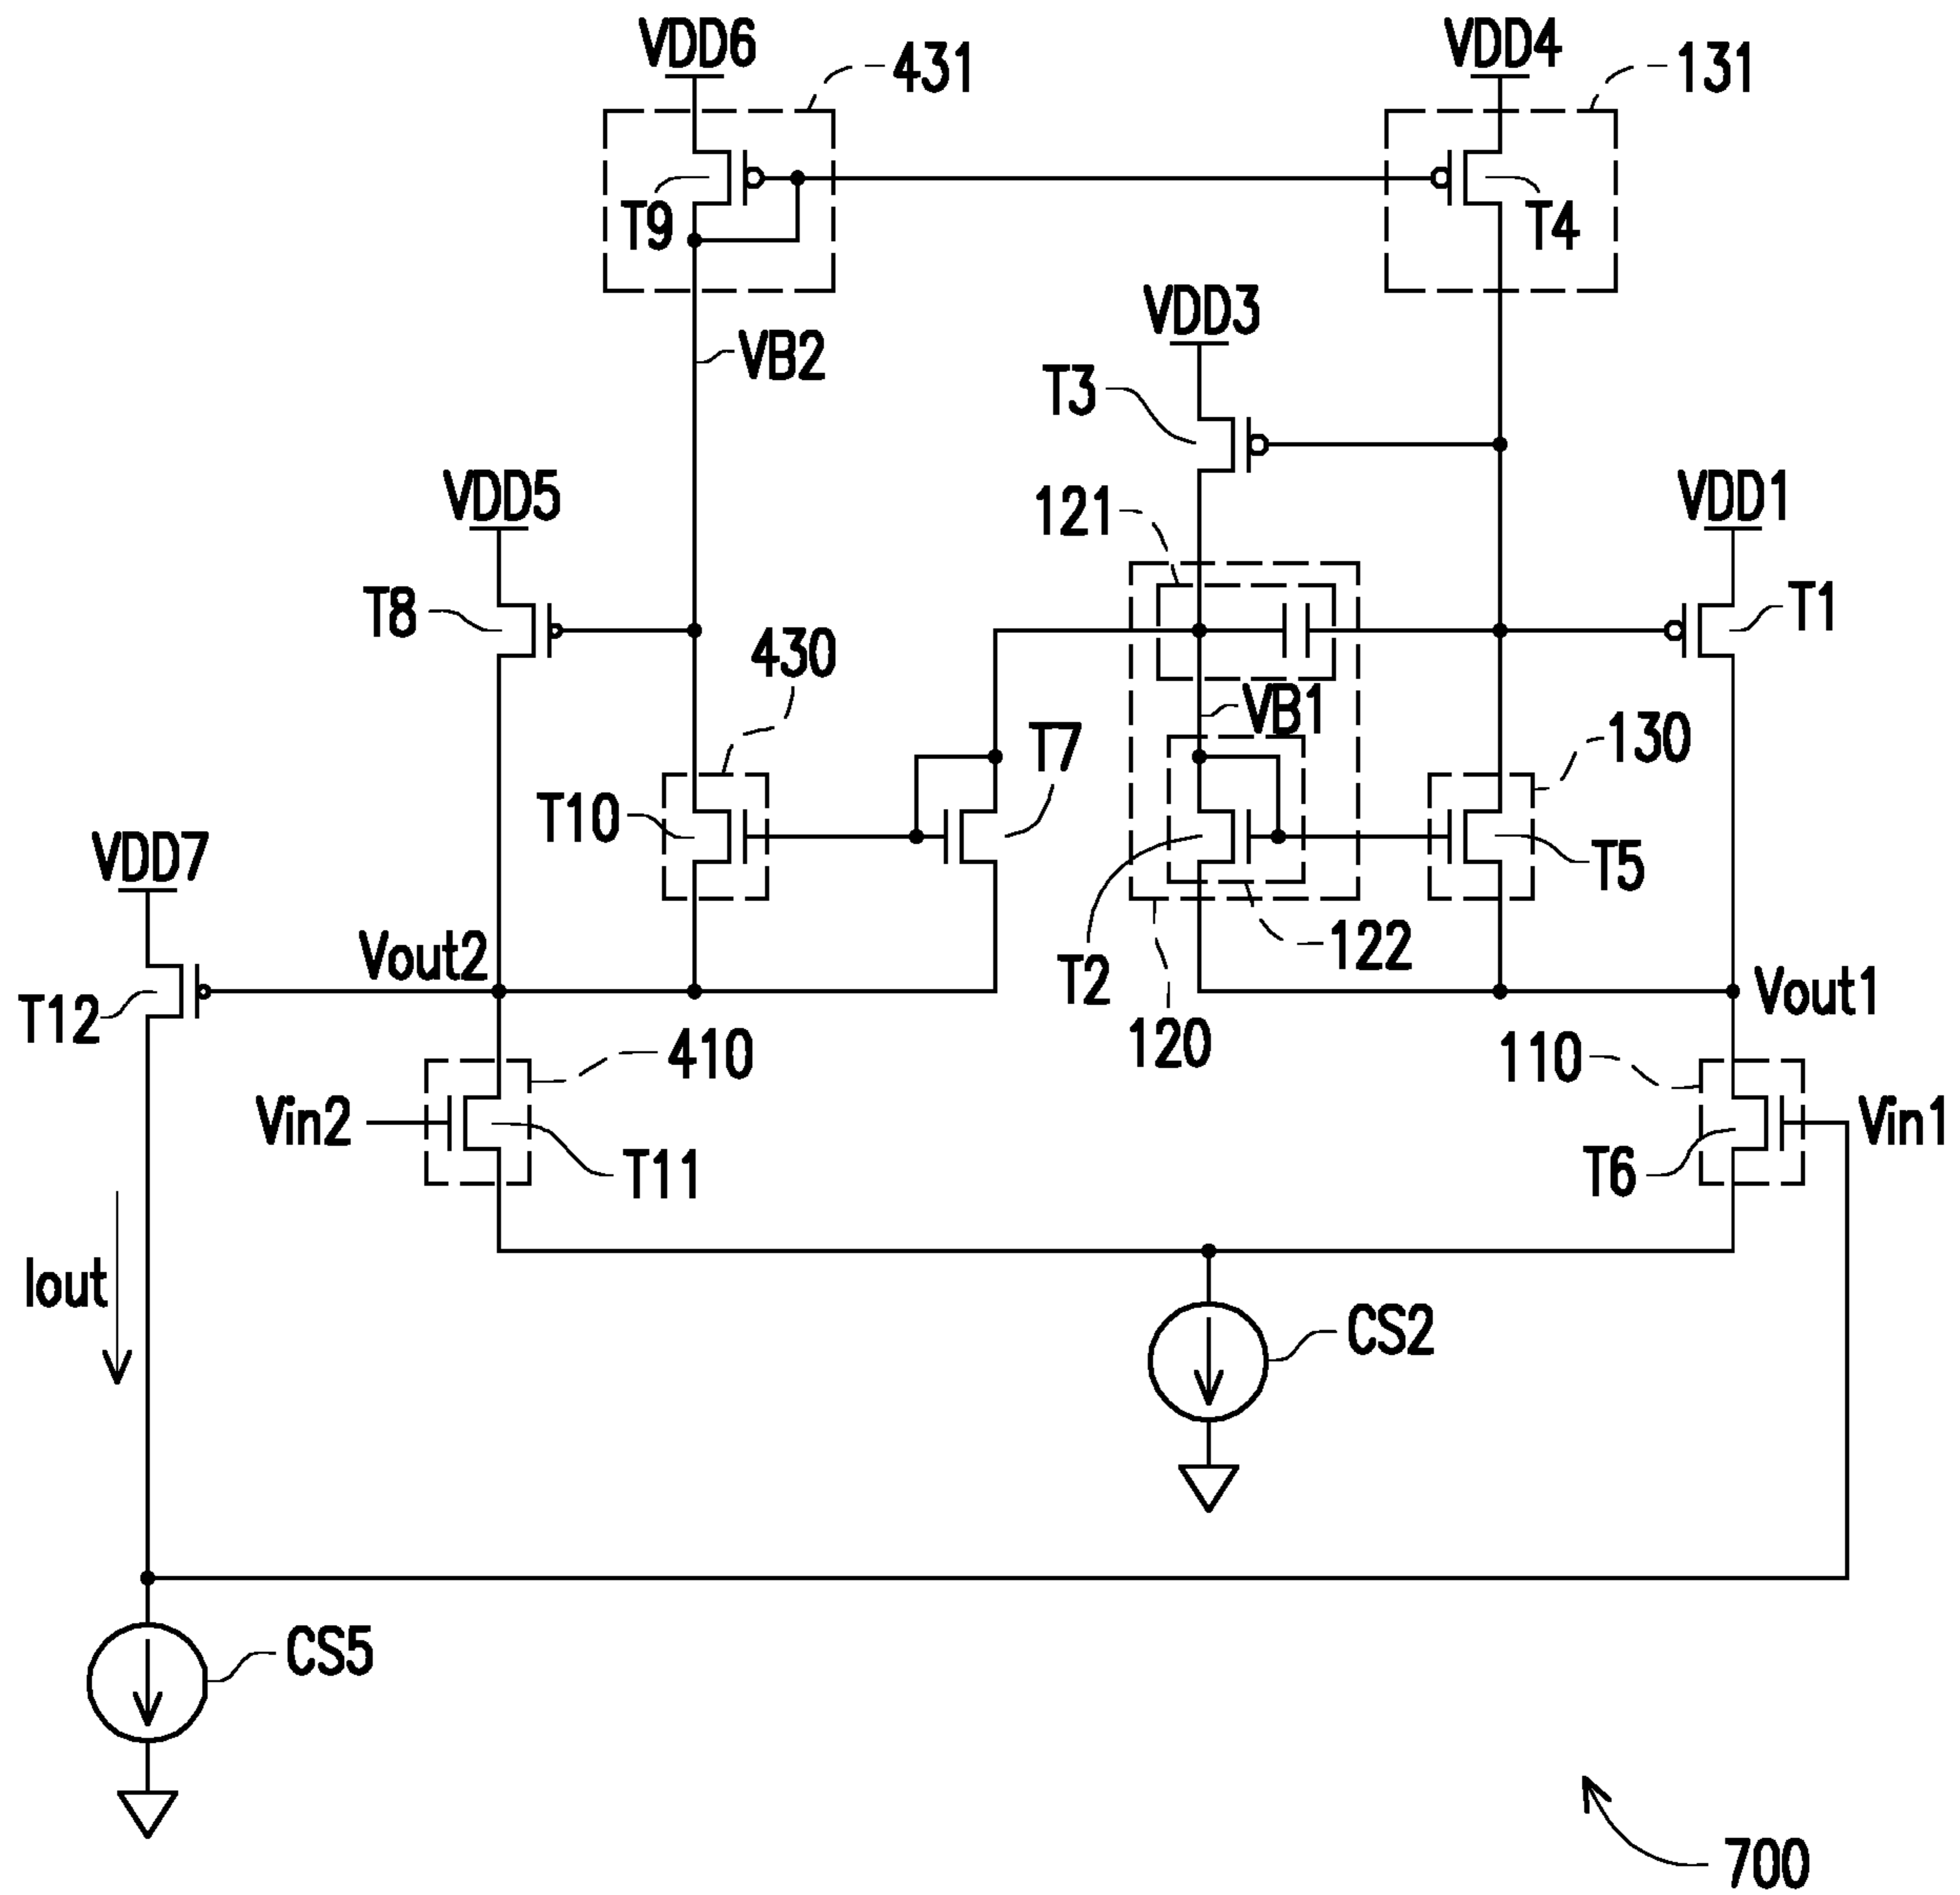 VDD6
VDD4
431
131
T9
T4
VDD3
VB2
T3
VDD5
VDD1
121
T8
T1
430
VB1
T7
130
T10
VDD7
T5
Vout2
122
T2
Vout1
T12
120
410
110
Vin2
Vin1
T11
T6
Iout
CS2
CS5
700